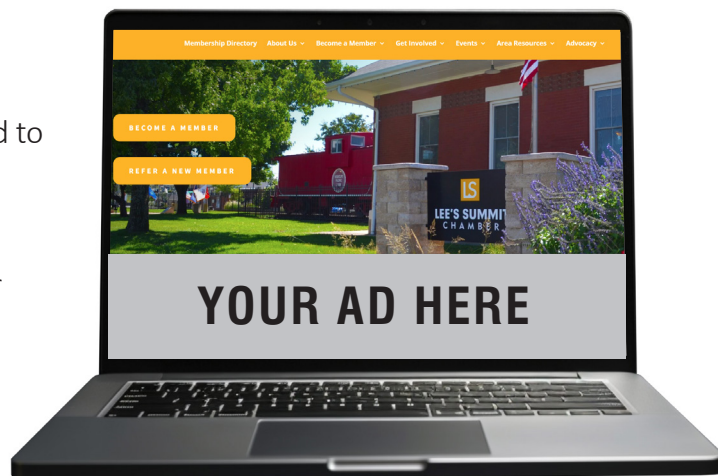 Membership Directory About Us Become a Member Get Involved Events Area Resources Advocacy
d to
BECOME A MEMBER
REFER A NEW MEMBER
LS
LEE'S SUMMIT
CHAMBER
YOUR AD HERE